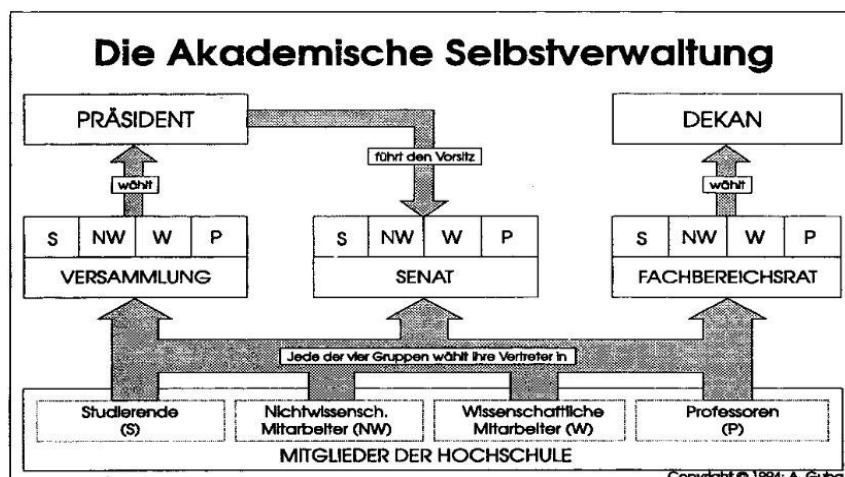 Die Akademische Selbstverwaltung
PRÄSIDENT
DEKAN
führt den Vorsitz
wählt
wählt
S NW W P
S NW W P
S NW W P
VERSAMMLUNG
SENAT
FACHBEREICHSRAT
Jede der vier Gruppen wählt ihre Vertreter in
Studierende
(S)
Nichtwissensch.
Mitarbeiter (NW)
Wissenschaftliche
Mitarbeiter (W)
Professoren
(P)
MITGLIEDER DER HOCHSCHULE
Copyright © 1994: A. Guba